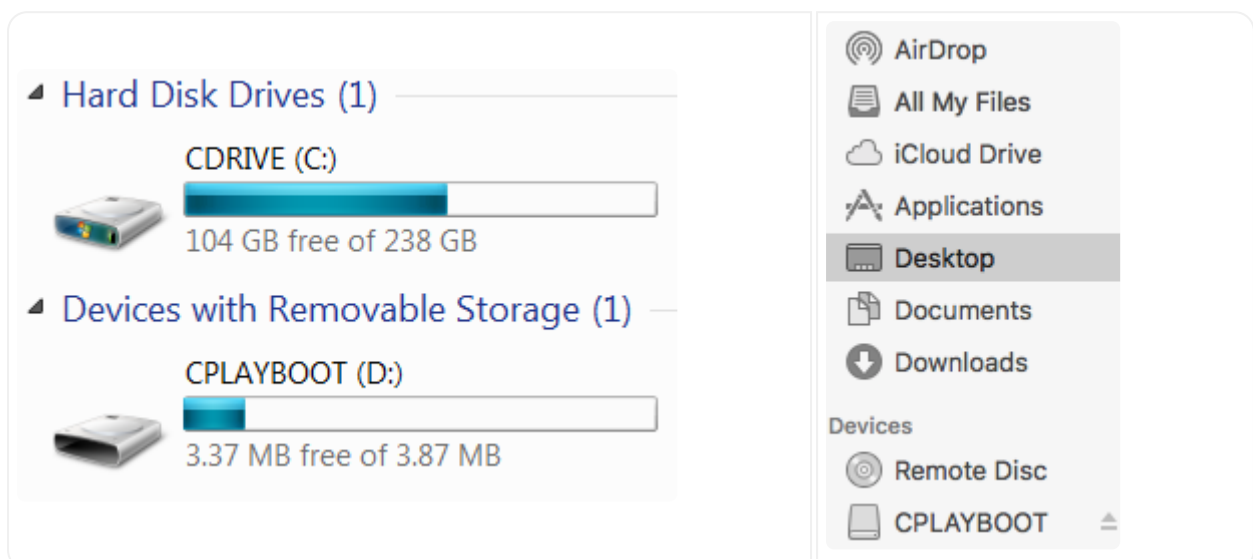 Hard Disk Drives (1)
CDRIVE (C:)
104 GB free of 238 GB
Devices with Removable Storage (1)
CPLAYBOOT (D:)
3.37 MB free of 3.87 MB
AirDrop
All My Files
iCloud Drive
Applications
Desktop
Documents
Downloads
Devices
Remote Disc
CPLAYBOOT